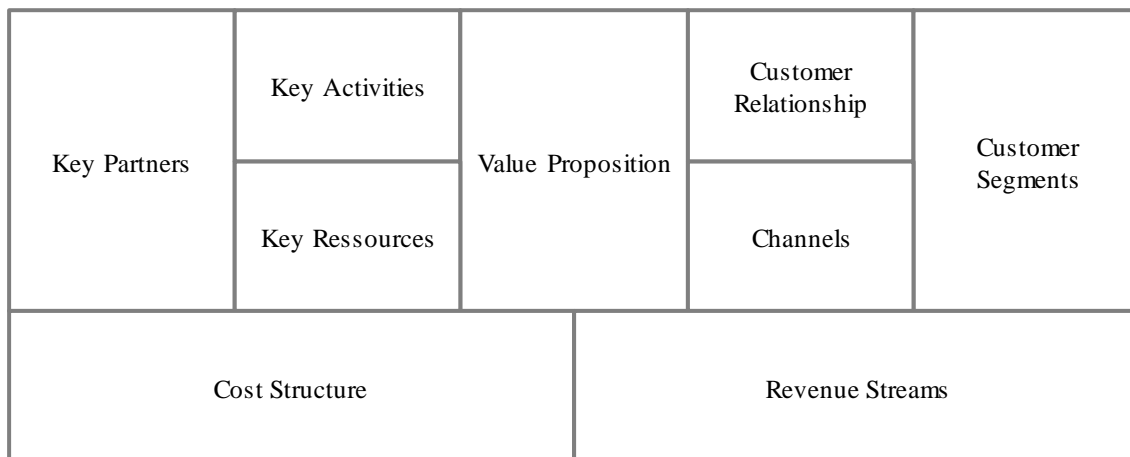 Key Partners
Key Activities
Key Ressources
Value Proposition
Customer
Relationship
Channels
Customer
Segments
Cost Structure
Revenue Streams